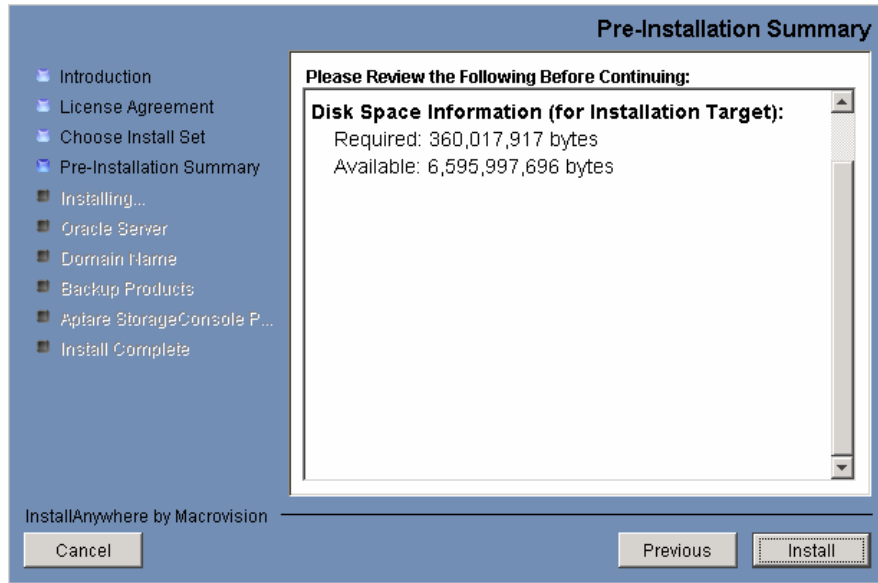 Pre-Installation Summary
Introduction
License Agreement
Choose Install Set
Pre-Installation Summary
Installing...
Oracle Server
Domain Name
Backup Products
Aptare StorageConsole P...
Install Complete
Please Review the Following Before Continuing:
Disk Space Information (for Installation Target):
Required: 360,017,917 bytes
Available: 6,595,997,696 bytes
InstallAnywhere by Macrovision
Cancel
Previous
Install